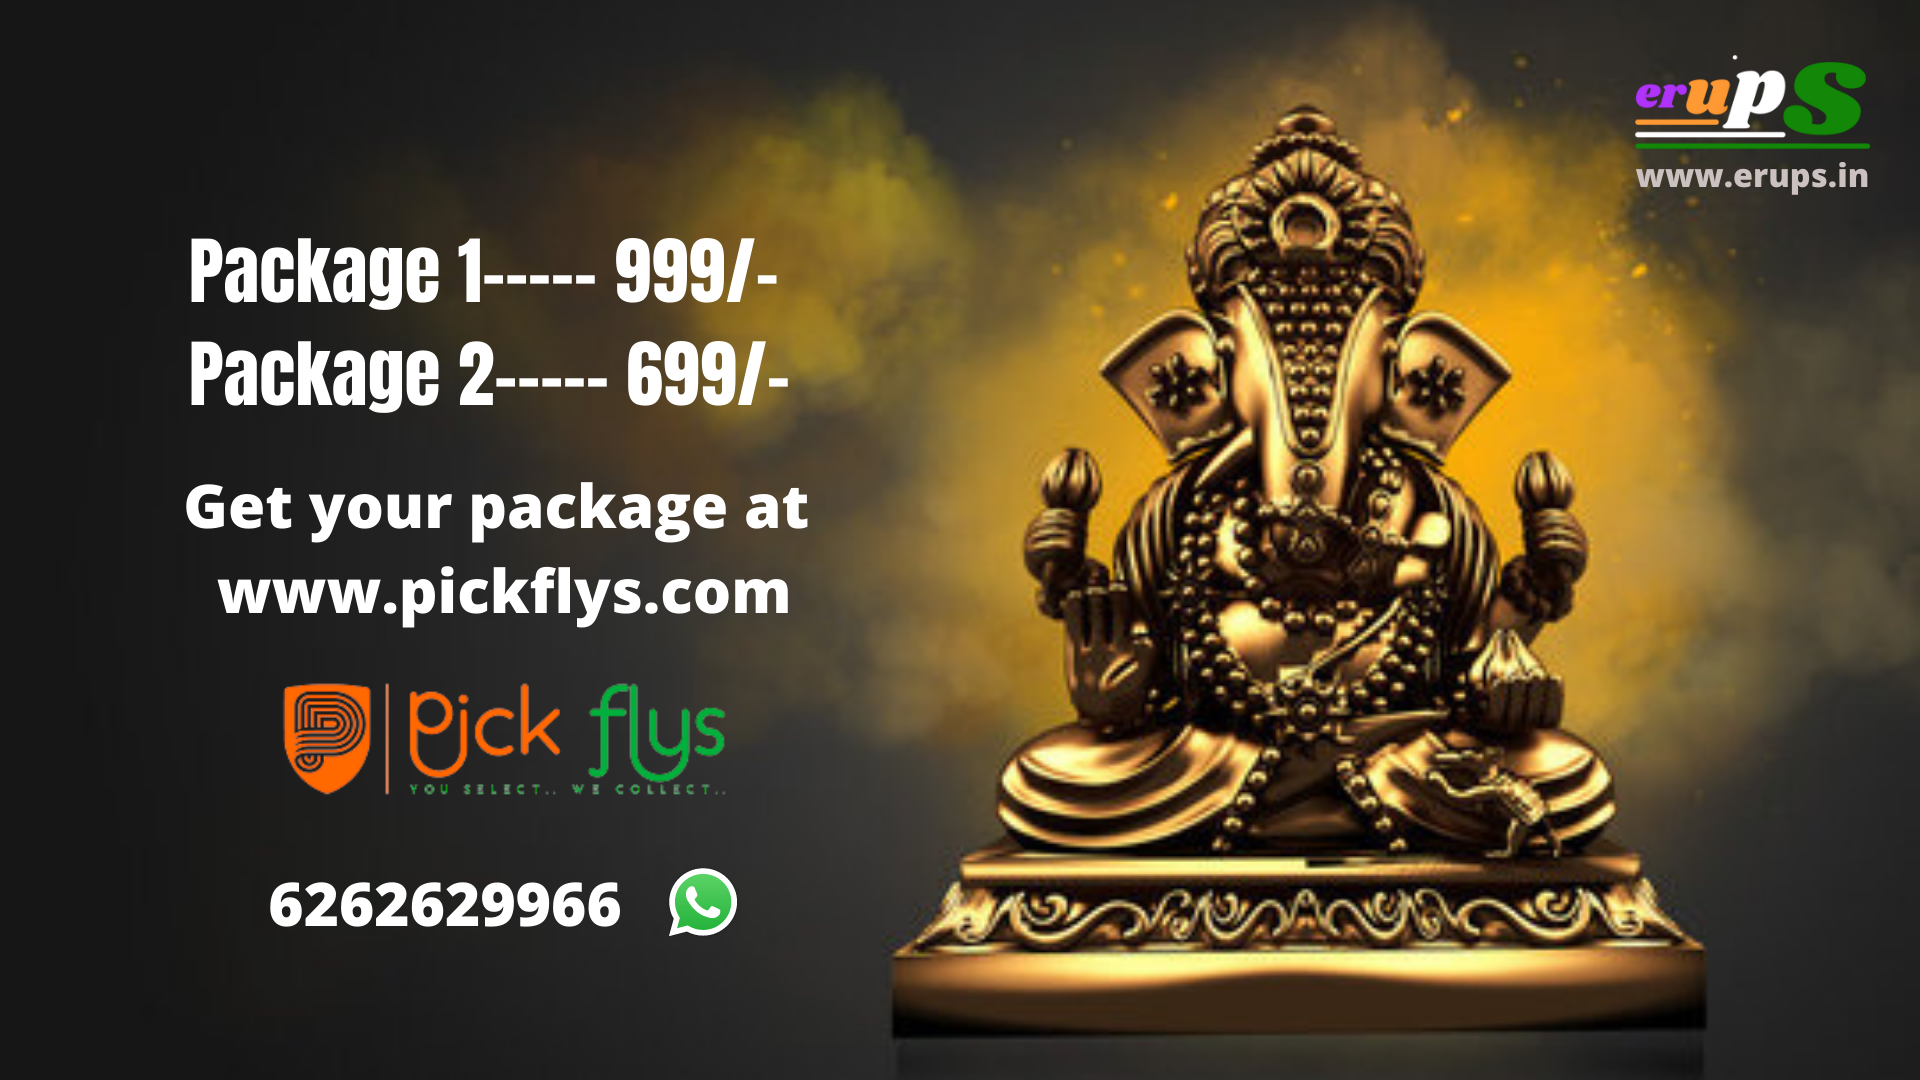 erupS
www.erups.in
Package 1----- 999/-
Package 2----- 699/-
Get your package at
www.pickflys.com
Pick flys
YOU SELECT.. WE COLLECT..
6262629966